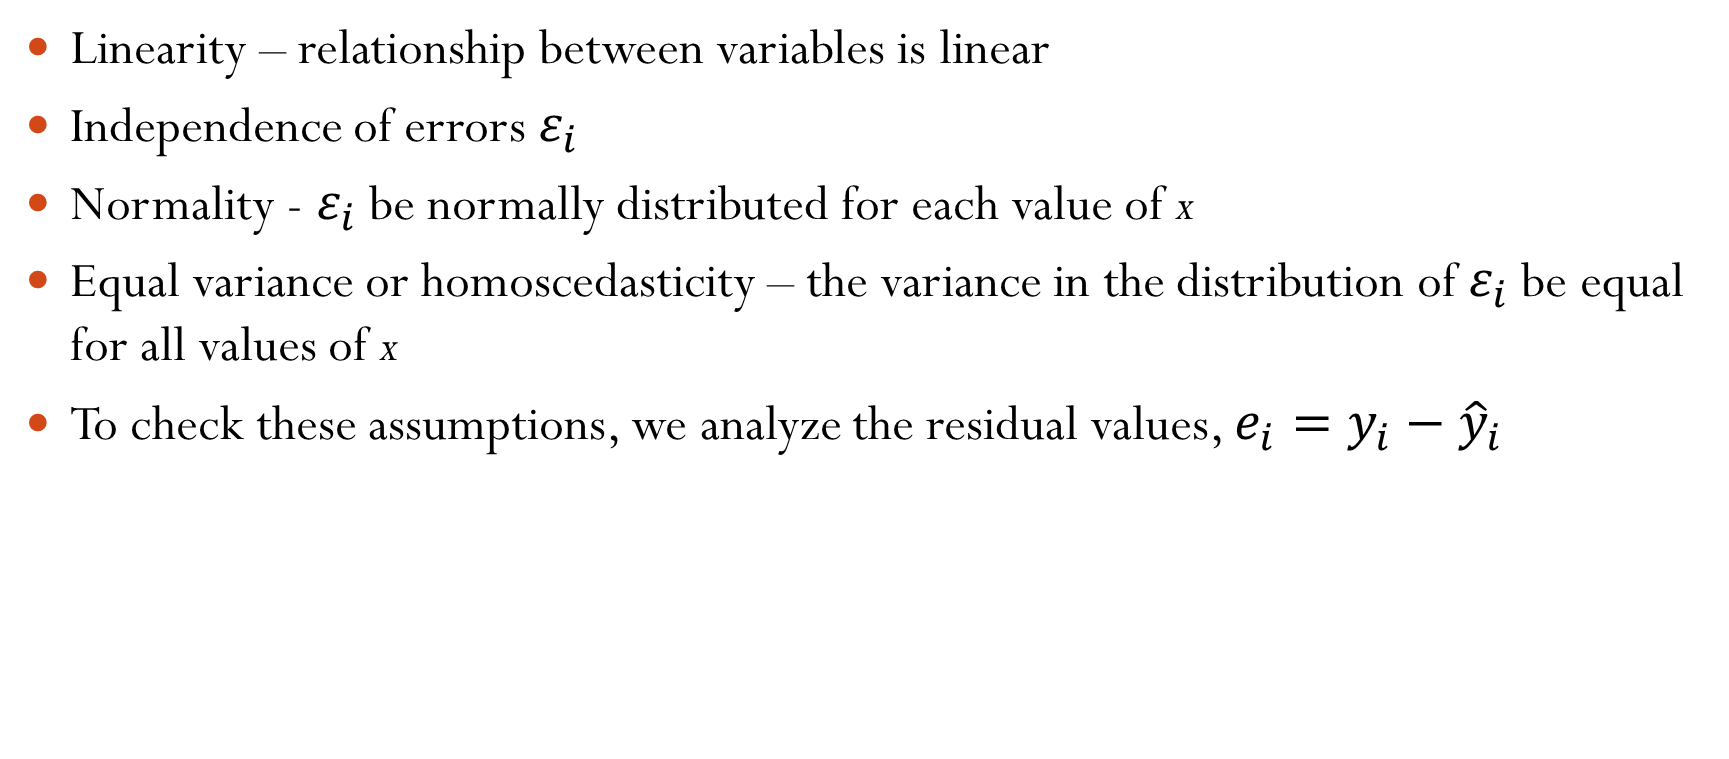 • Linearity – relationship between variables is linear
• Independence of errors εᵢ
• Normality - εᵢ be normally distributed for each value of x
• Equal variance or homoscedasticity – the variance in the distribution of εᵢ be equal
for all values of x
• To check these assumptions, we analyze the residual values, eᵢ = yᵢ − ŷᵢ